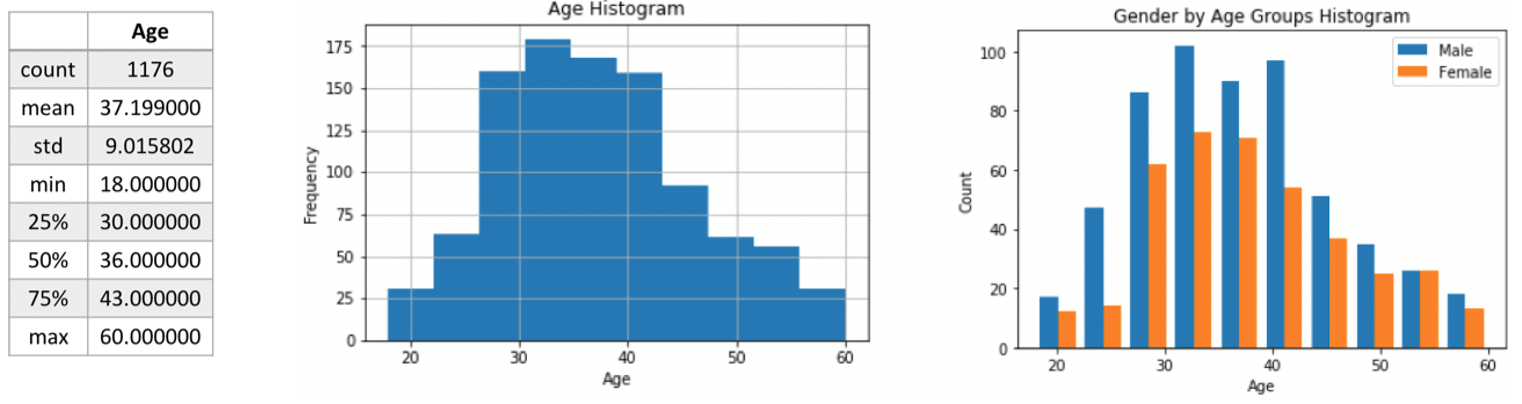 Age
count 1176
mean 37.199000
std 9.015802
min 18.000000
25% 30.000000
50% 36.000000
75% 43.000000
max 60.000000
Age Histogram
Frequency
175
150
125
100
75
50
25
0
20 30 40 50 60
Age
Gender by Age Groups Histogram
Male
Female
Count
100
80
60
40
20
0
20 30 40 50 60
Age